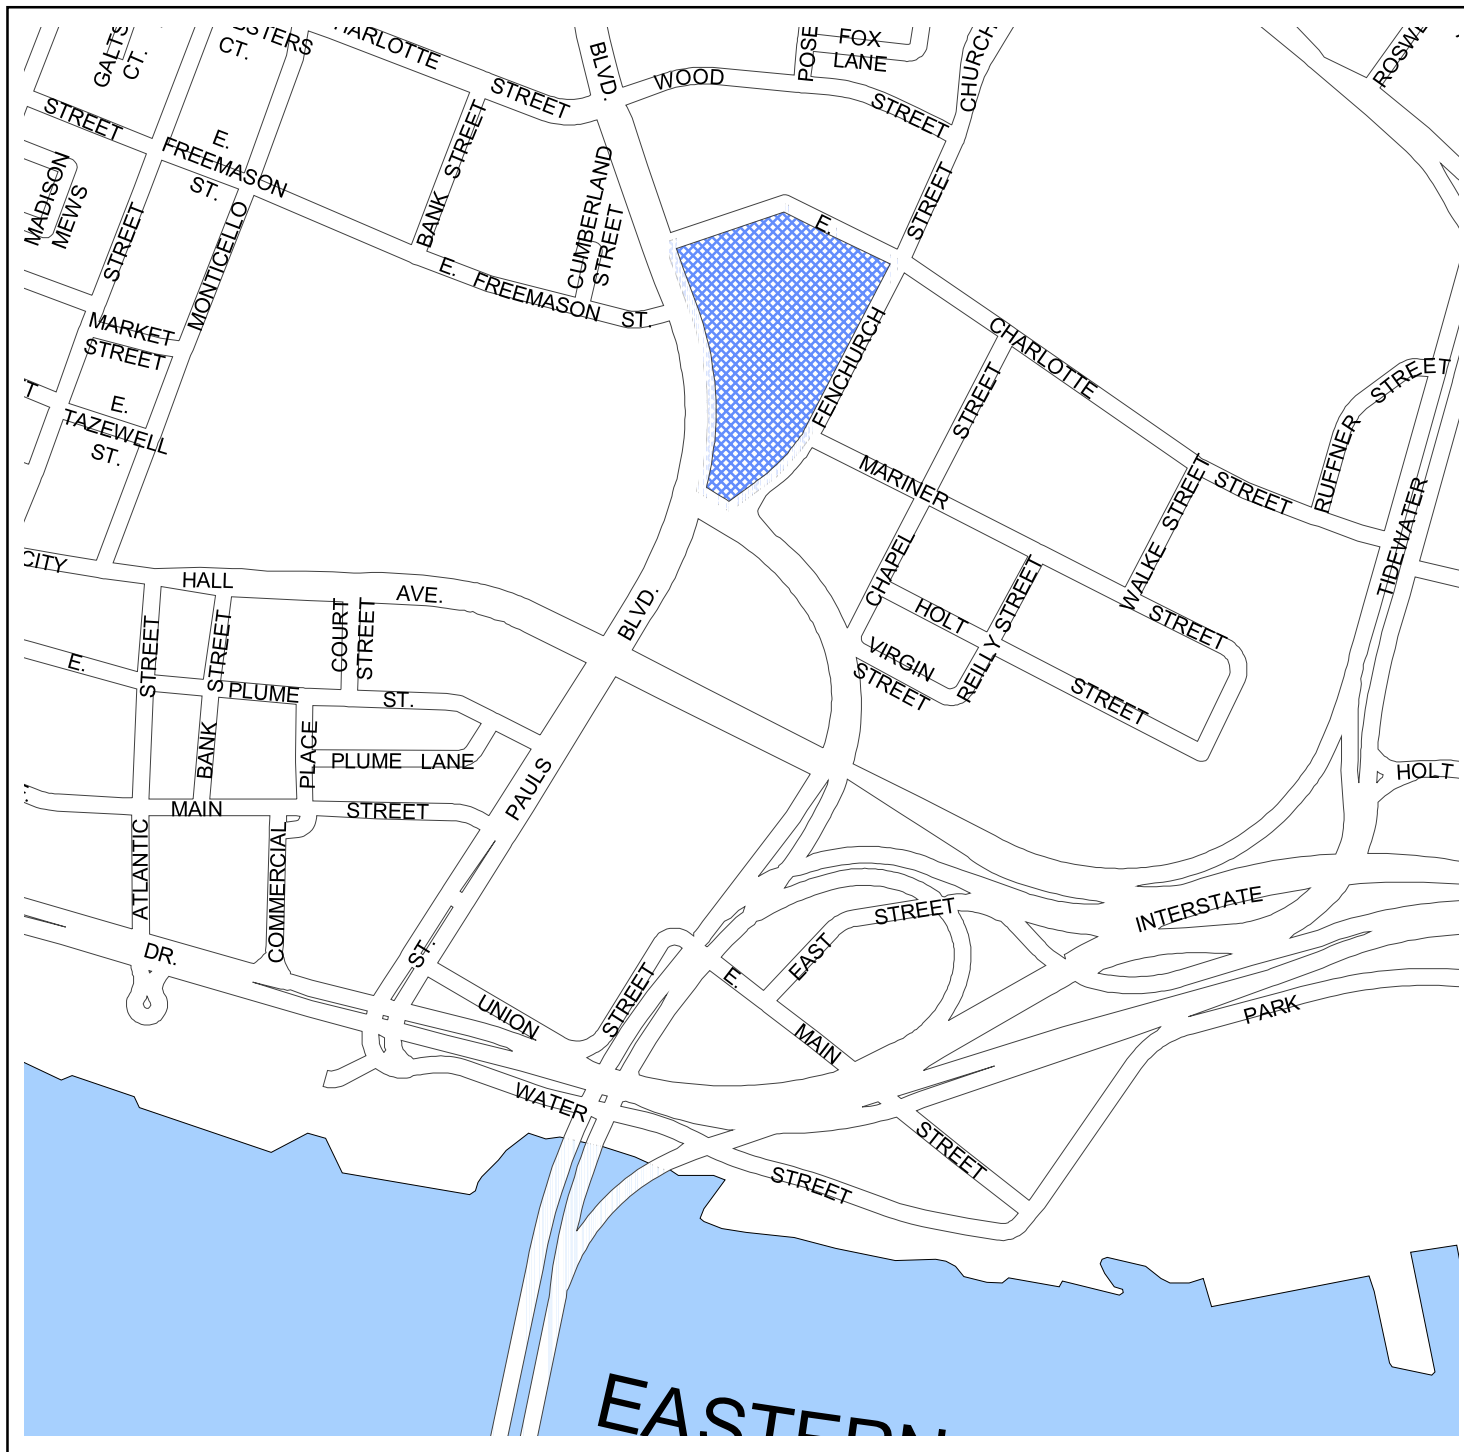 GALTS
CT.
CT.
HARLOTTE
STREET
BLVD.
WOOD
STREET
FOX
LANE
CHURCH
STREET
MADISON
MEWS
STREET
E.
FREEMASON
ST.
MONTICELLO
STREET
BANK
CUMBERLAND
STREET
E.
FREEMASON
ST.
E.
STREET
FENCHURCH
CHARLOTTE
STREET
MARKET
STREET
E.
TAZEWELL
ST.
STREET
CHAPEL
MARINER
STREET
WALKE
STREET
RUFFNER
STREET
TIDEWATER
CITY
HALL
AVE.
BLVD.
HOLT
STREET
REILLY
STREET
VIRGIN
STREET
E.
PLUME
ST.
STREET
STREET
BANK
COURT
STREET
PLACE
PLUME LANE
PAULS
ST.
HOLT
MAIN
STREET
ATLANTIC
COMMERCIAL
DR.
UNION
STREET
EAST
STREET
INTERSTATE
PARK
E.
MAIN
STREET
WATER
STREET
EASTERN